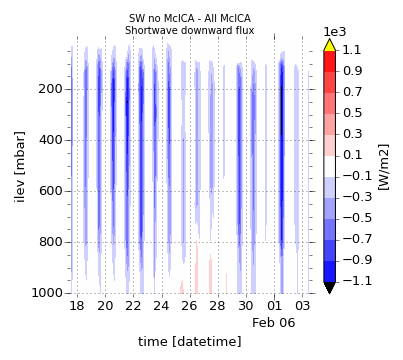 SW no McICA - All McICA
Shortwave downward flux
1e3
1.1
0.9
0.7
0.5
0.3
0.1
−0.1
−0.3
−0.5
−0.7
−0.9
−1.1
[W/m2]
ilev [mbar]
200
400
600
800
1000
18 20 22 24 26 28 30 01 03
Feb 06
time [datetime]